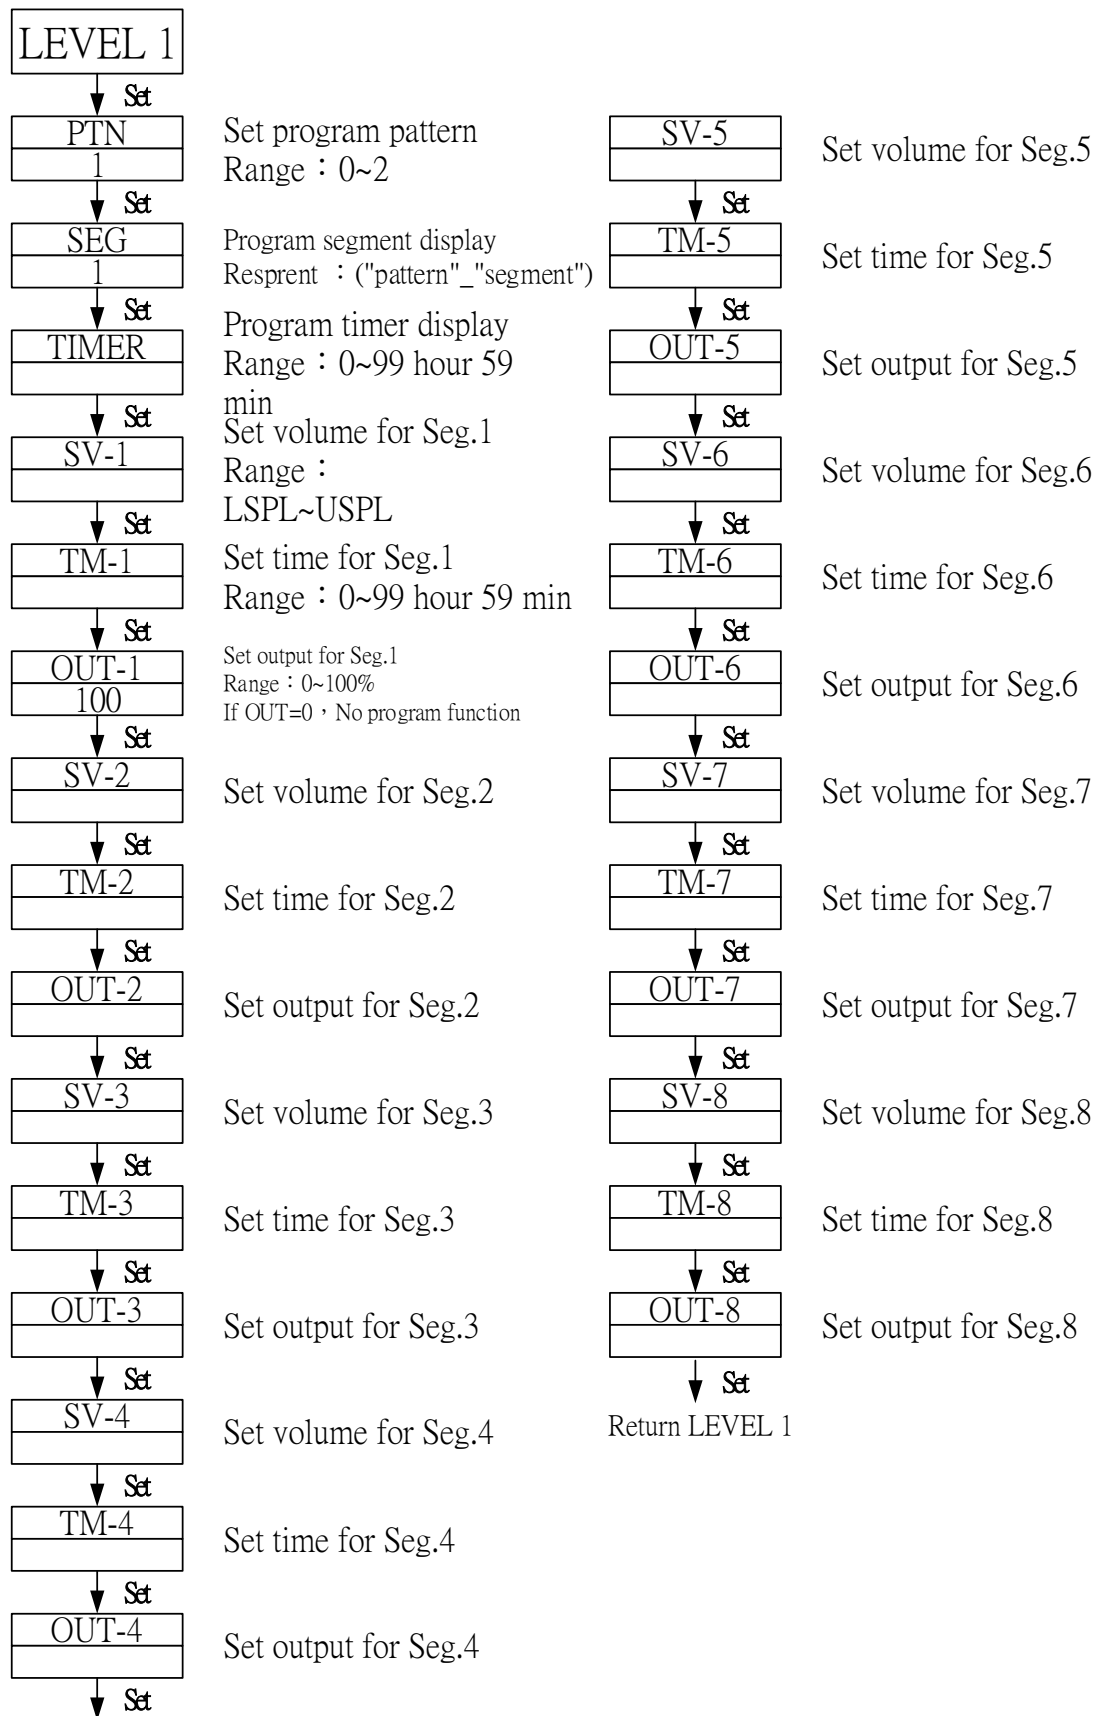 LEVEL 1
Set
PTN
1
Set program pattern
Range：0~2
Set
SEG
1
Program segment display
Resprent ：("pattern"_"segment")
Set
TIMER
Program timer display
Range：0~99 hour 59
min
Set
SV-1
Set volume for Seg.1
Range：
LSPL~USPL
Set
TM-1
Set time for Seg.1
Range：0~99 hour 59 min
Set
OUT-1
100
Set output for Seg.1
Range：0~100%
If OUT=0，No program function
Set
SV-2
Set volume for Seg.2
Set
TM-2
Set time for Seg.2
Set
OUT-2
Set output for Seg.2
Set
SV-3
Set volume for Seg.3
Set
TM-3
Set time for Seg.3
Set
OUT-3
Set output for Seg.3
Set
SV-4
Set volume for Seg.4
Set
TM-4
Set time for Seg.4
Set
OUT-4
Set output for Seg.4
Set
SV-5
Set volume for Seg.5
Set
TM-5
Set time for Seg.5
Set
OUT-5
Set output for Seg.5
Set
SV-6
Set volume for Seg.6
Set
TM-6
Set time for Seg.6
Set
OUT-6
Set output for Seg.6
Set
SV-7
Set volume for Seg.7
Set
TM-7
Set time for Seg.7
Set
OUT-7
Set output for Seg.7
Set
SV-8
Set volume for Seg.8
Set
TM-8
Set time for Seg.8
Set
OUT-8
Set output for Seg.8
Set
Return LEVEL 1